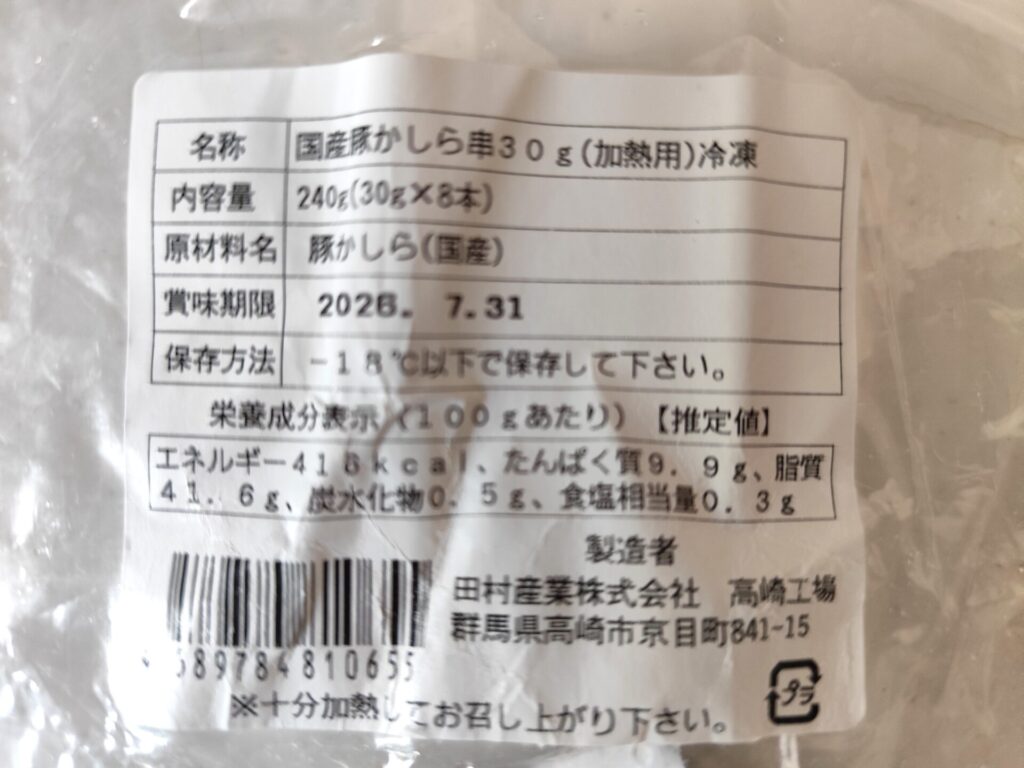 名称 国産豚かしら串30g(加熱用)冷凍
内容量 240g(30g×8本)
原材料名 豚かしら(国産)
賞味期限 2026. 7.31
保存方法 -18℃以下で保存して下さい。
栄養成分表示(100gあたり)【推定値】
エネルギー416kcal、たんぱく質9.9g、脂質
41.6g、炭水化物0.5g、食塩相当量0.3g
製造者
田村産業株式会社 高崎工場
群馬県高崎市京目町841-15
589784810655
※十分加熱してお召し上がり下さい。
プラ